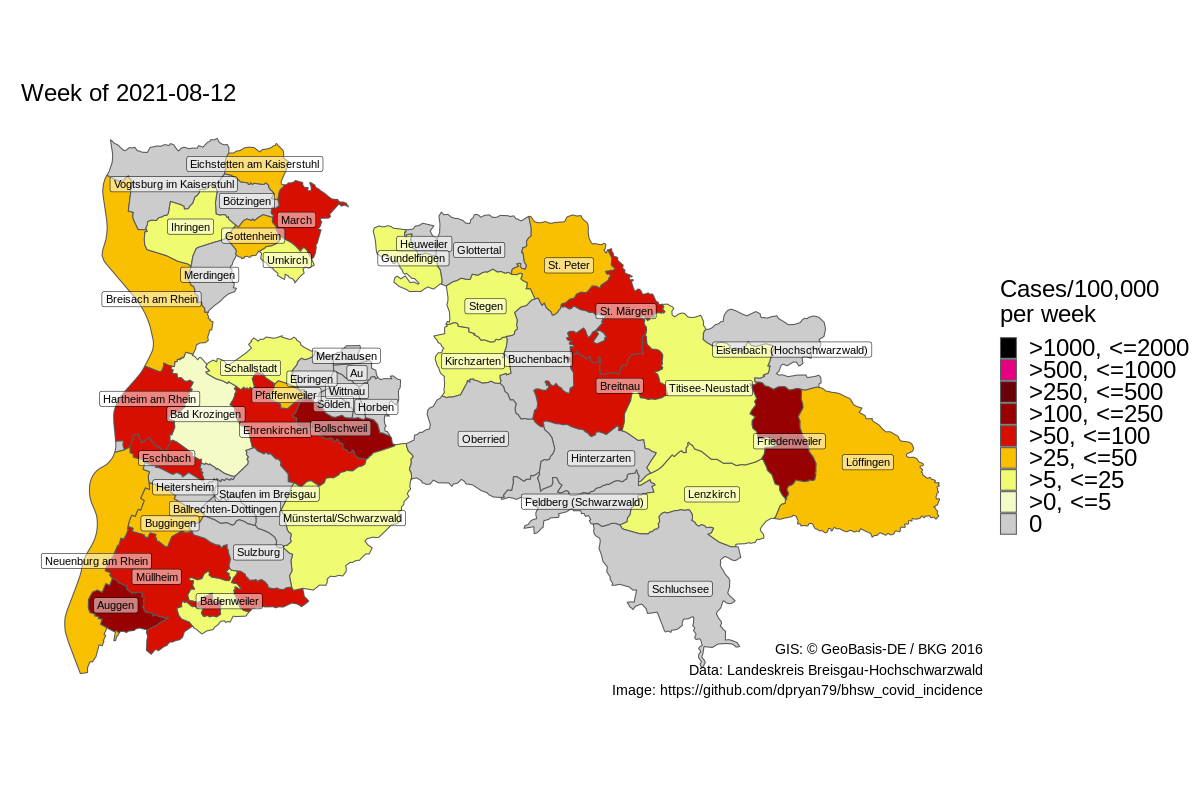 Week of 2021-08-12
Eichstetten am Kaiserstuhl
Vogtsburg im Kaiserstuhl
Bötzingen
March
Ihringen
Gottenheim
Umkirch
Merdingen
Breisach am Rhein
Heuweiler
Glottertal
Gundelfingen
St. Peter
Stegen
St. Märgen
Kirchzarten
Buchenbach
Eisenbach (Hochschwarzwald)
Breitnau
Titisee-Neustadt
Merzhausen
Schallstadt
Au
Ebringen
Wittnau
Pfaffenweiler
Sölden
Horben
Hartheim am Rhein
Bad Krozingen
Ehrenkirchen
Bollschweil
Oberried
Friedenweiler
Löffingen
Hinterzarten
Eschbach
Heitersheim
Staufen im Breisgau
Feldberg (Schwarzwald)
Lenzkirch
Ballrechten-Dottingen
Münstertal/Schwarzwald
Buggingen
Sulzburg
Neuenburg am Rhein
Müllheim
Schluchsee
Auggen
Badenweiler
Cases/100,000
per week
>1000, <=2000
>500, <=1000
>250, <=500
>100, <=250
>50, <=100
>25, <=50
>5, <=25
>0, <=5
0
GIS: © GeoBasis-DE / BKG 2016
Data: Landeskreis Breisgau-Hochschwarzwald
Image: https://github.com/dpryan79/bhsw_covid_incidence